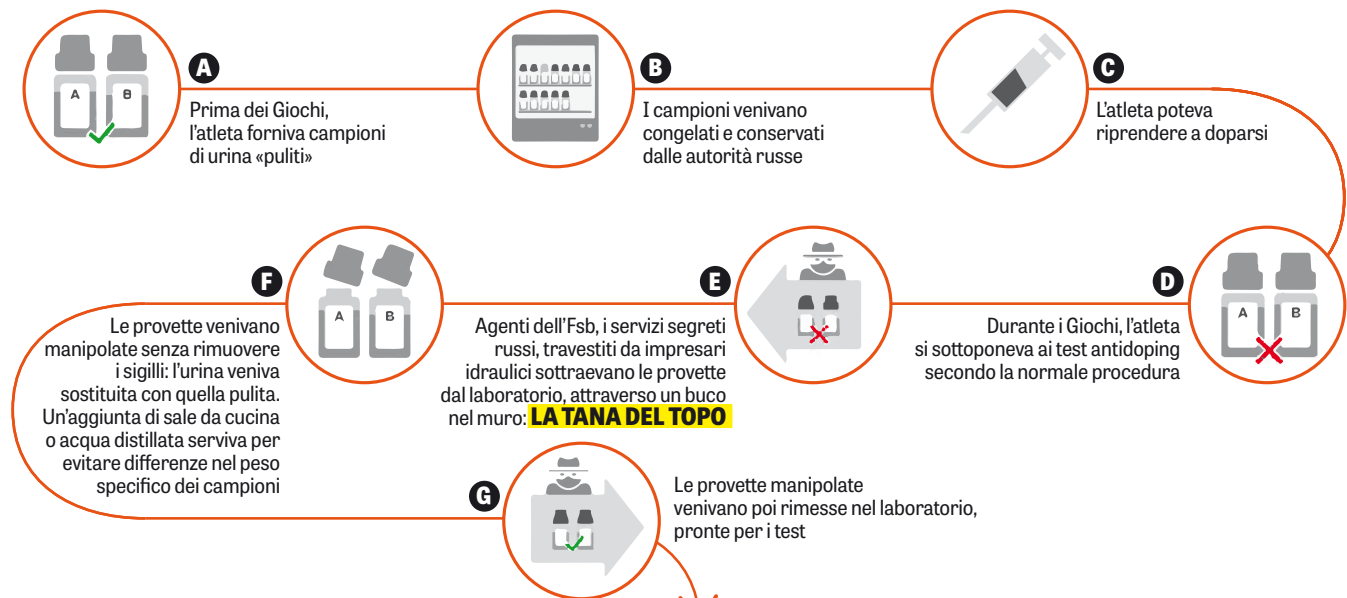 A B
A
Prima dei Giochi,
l'atleta forniva campioni
di urina «puliti»
B
I campioni venivano
congelati e conservati
dalle autorità russe
C
L'atleta poteva
riprendere a doparsi
A B
D
Durante i Giochi, l'atleta
si sottoponeva ai test antidoping
secondo la normale procedura
E
Agenti dell'Fsb, i servizi segreti
russi, travestiti da impresari
idraulici sottraevano le provette
dal laboratorio, attraverso un buco
nel muro: LA TANA DEL TOPO
A B
F
Le provette venivano
manipolate senza rimuovere
i sigilli: l'urina veniva
sostituita con quella pulita.
Un'aggiunta di sale da cucina
o acqua distillata serviva per
evitare differenze nel peso
specifico dei campioni
G
Le provette manipolate
venivano poi rimesse nel laboratorio,
pronte per i test